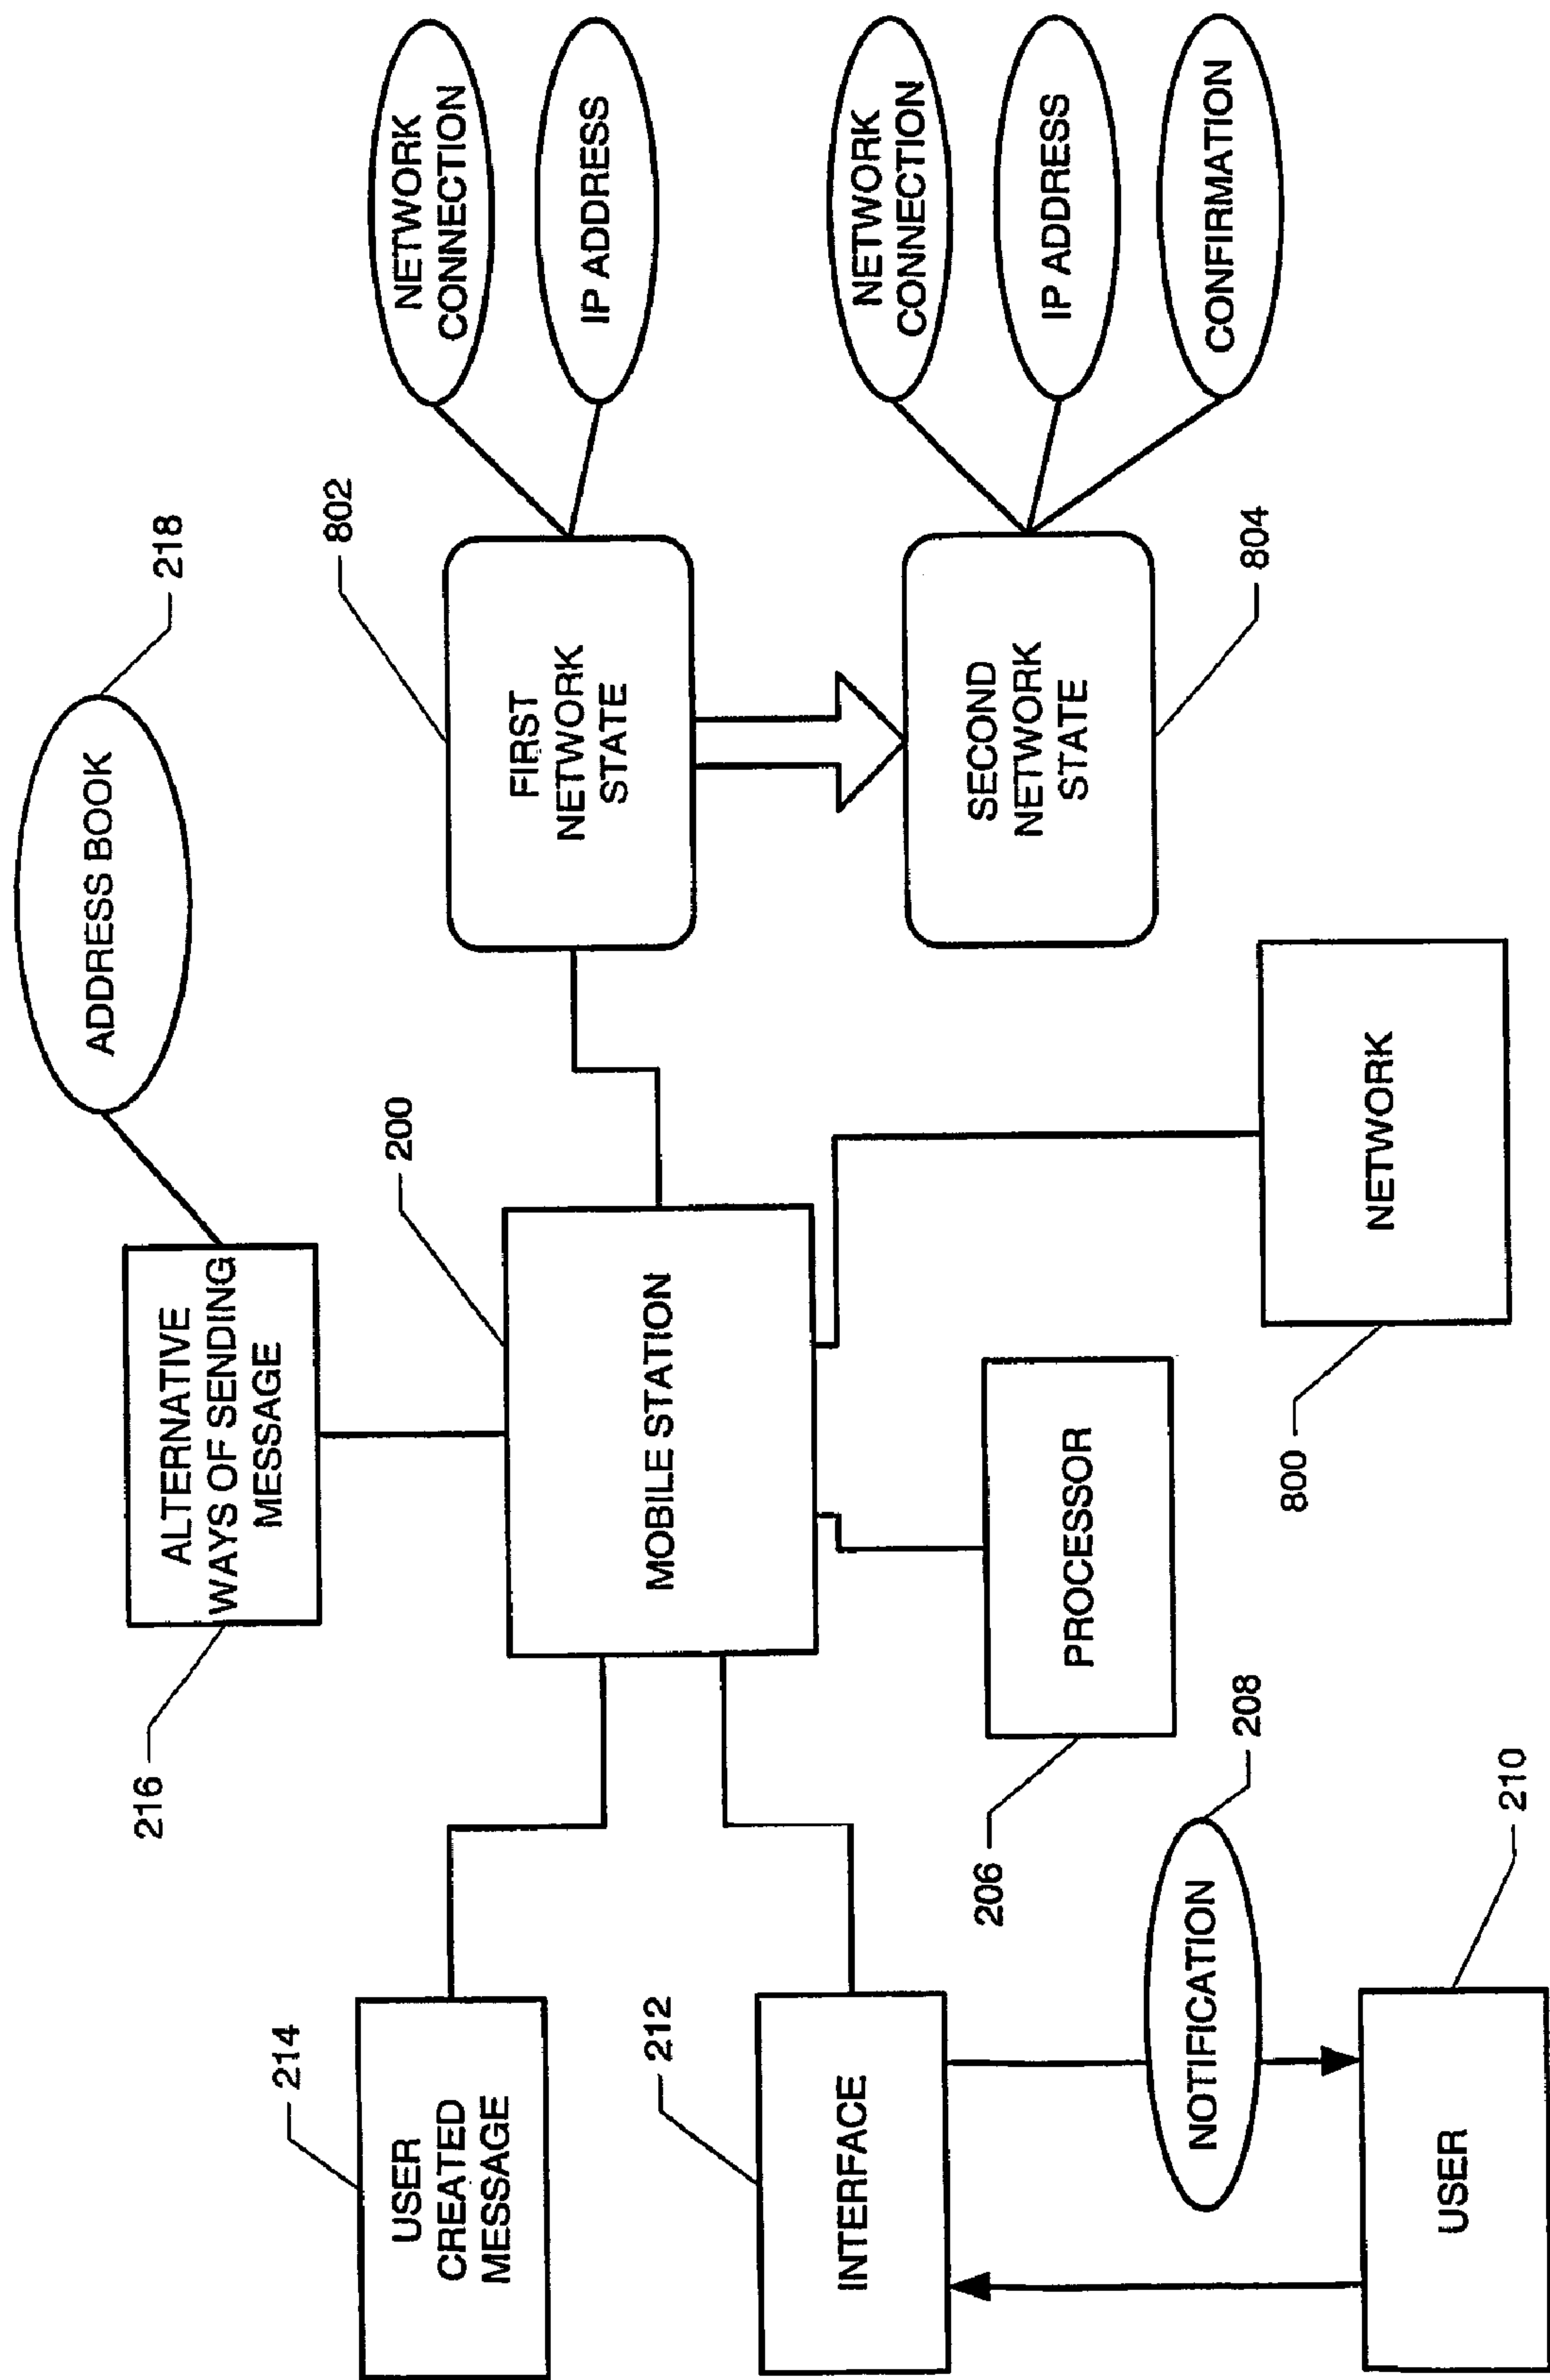 218
ADDRESS BOOK
216
ALTERNATIVE
WAYS OF SENDING
MESSAGE
214
USER
CREATED
MESSAGE
200
MOBILE STATION
802
FIRST
NETWORK
STATE
NETWORK
CONNECTION
IP ADDRESS
212
INTERFACE
206
PROCESSOR
SECOND
NETWORK
STATE
804
NETWORK
CONNECTION
IP ADDRESS
CONFIRMATION
NOTIFICATION
208
USER
210
800
NETWORK